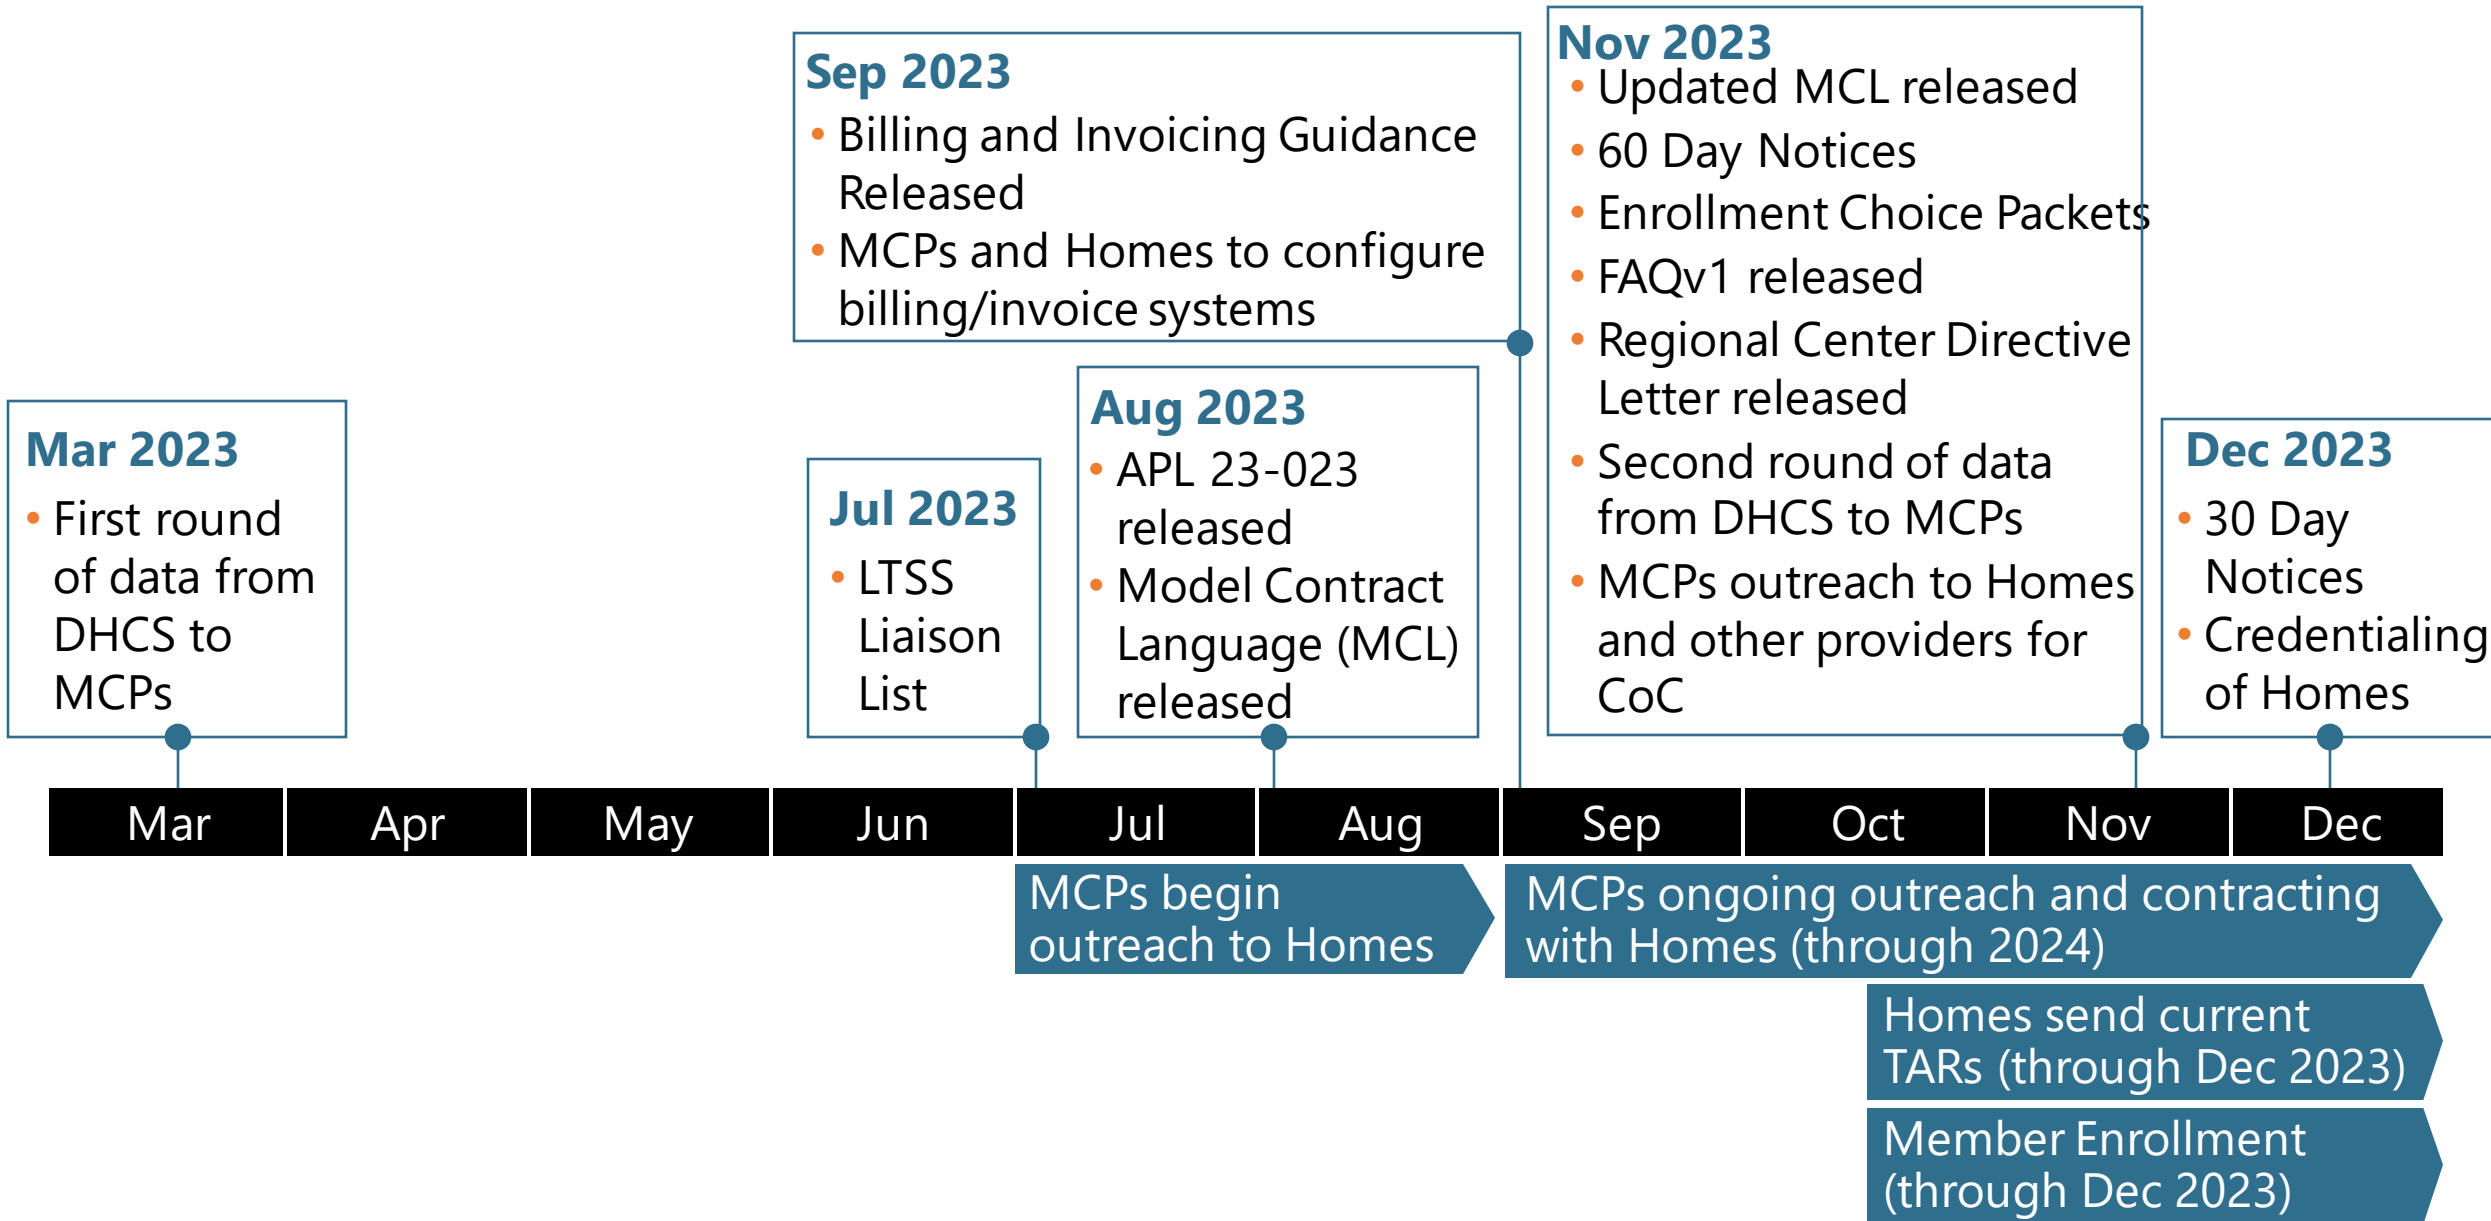 Mar 2023
• First round
of data from
DHCS to
MCPs
Jul 2023
• LTSS
Liaison
List
Sep 2023
• Billing and Invoicing Guidance
Released
• MCPs and Homes to configure
billing/invoice systems
Aug 2023
• APL 23-023
released
• Model Contract
Language (MCL)
released
Nov 2023
• Updated MCL released
• 60 Day Notices
• Enrollment Choice Packets
• FAQv1 released
• Regional Center Directive
Letter released
• Second round of data
from DHCS to MCPs
• MCPs outreach to Homes
and other providers for
CoC
Dec 2023
• 30 Day
Notices
• Credentialing
of Homes
Mar Apr May Jun Jul Aug Sep Oct Nov Dec
MCPs begin
outreach to Homes
MCPs ongoing outreach and contracting
with Homes (through 2024)
Homes send current
TARs (through Dec 2023)
Member Enrollment
(through Dec 2023)